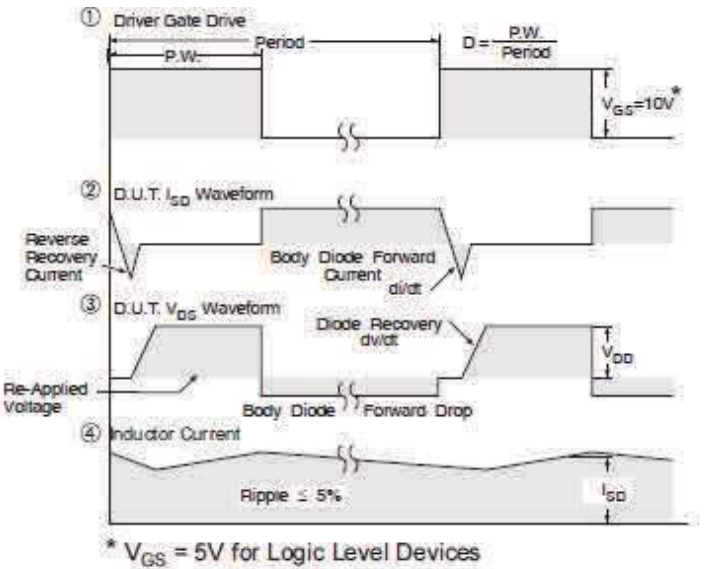 ① Driver Gate Drive
P.W.
Period
D = P.W.
Period
V_GS=10V*
② D.U.T. I_SD Waveform
Reverse
Recovery
Current
Body Diode Forward
Current
di/dt
③ D.U.T. V_DS Waveform
Diode Recovery
dv/dt
V_DD
Re-Applied
Voltage
Body Diode Forward Drop
④ Inductor Current
Ripple ≤ 5%
I_SD
* V_GS = 5V for Logic Level Devices